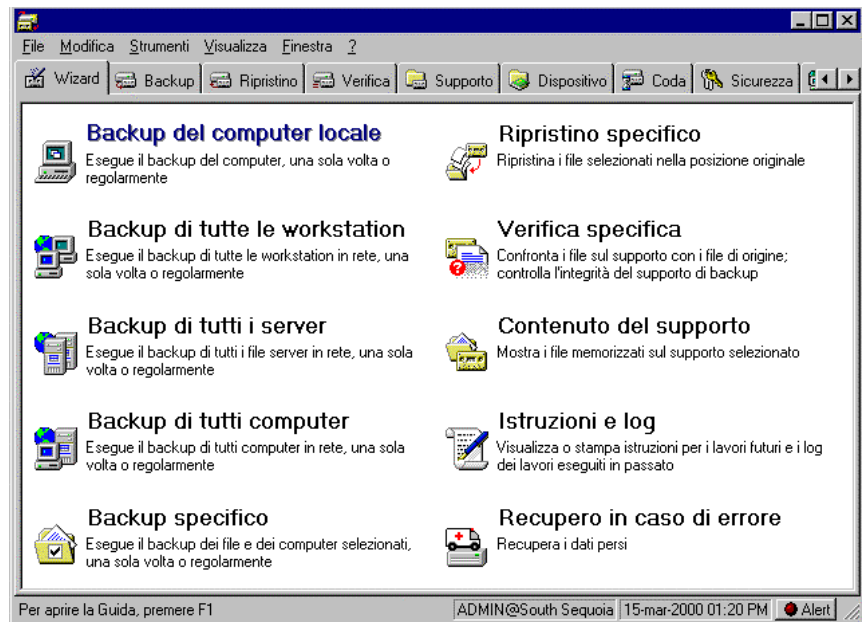 File Modifica Strumenti Visualizza Finestra ?
Wizard Backup Ripristino Verifica Supporto Dispositivo Coda Sicurezza
Backup del computer locale
Esegue il backup del computer, una sola volta o
regolarmente
Backup di tutte le workstation
Esegue il backup di tutte le workstation in rete, una
sola volta o regolarmente
Backup di tutti i server
Esegue il backup di tutti i file server in rete, una sola
volta o regolarmente
Backup di tutti computer
Esegue il backup di tutti computer in rete, una sola
volta o regolarmente
Backup specifico
Esegue il backup dei file e dei computer selezionati,
una sola volta o regolarmente
Ripristino specifico
Ripristina i file selezionati nella posizione originale
Verifica specifica
Confronta i file sul supporto con i file di origine;
controlla l'integrità del supporto di backup
Contenuto del supporto
Mostra i file memorizzati sul supporto selezionato
Istruzioni e log
Visualizza o stampa istruzioni per i lavori futuri e i log
dei lavori eseguiti in passato
Recupero in caso di errore
Recupera i dati persi
Per aprire la Guida, premere F1
ADMIN@South Sequoia 15-mar-2000 01:20 PM Alert